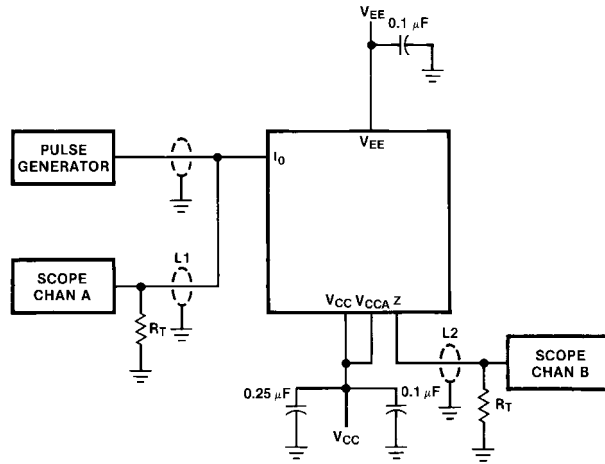 VEE
0.1 μF
PULSE
GENERATOR
I0
VEE
SCOPE
CHAN A
L1
RT
VCC VCCA Z
L2
SCOPE
CHAN B
RT
0.25 μF
0.1 μF
VCC